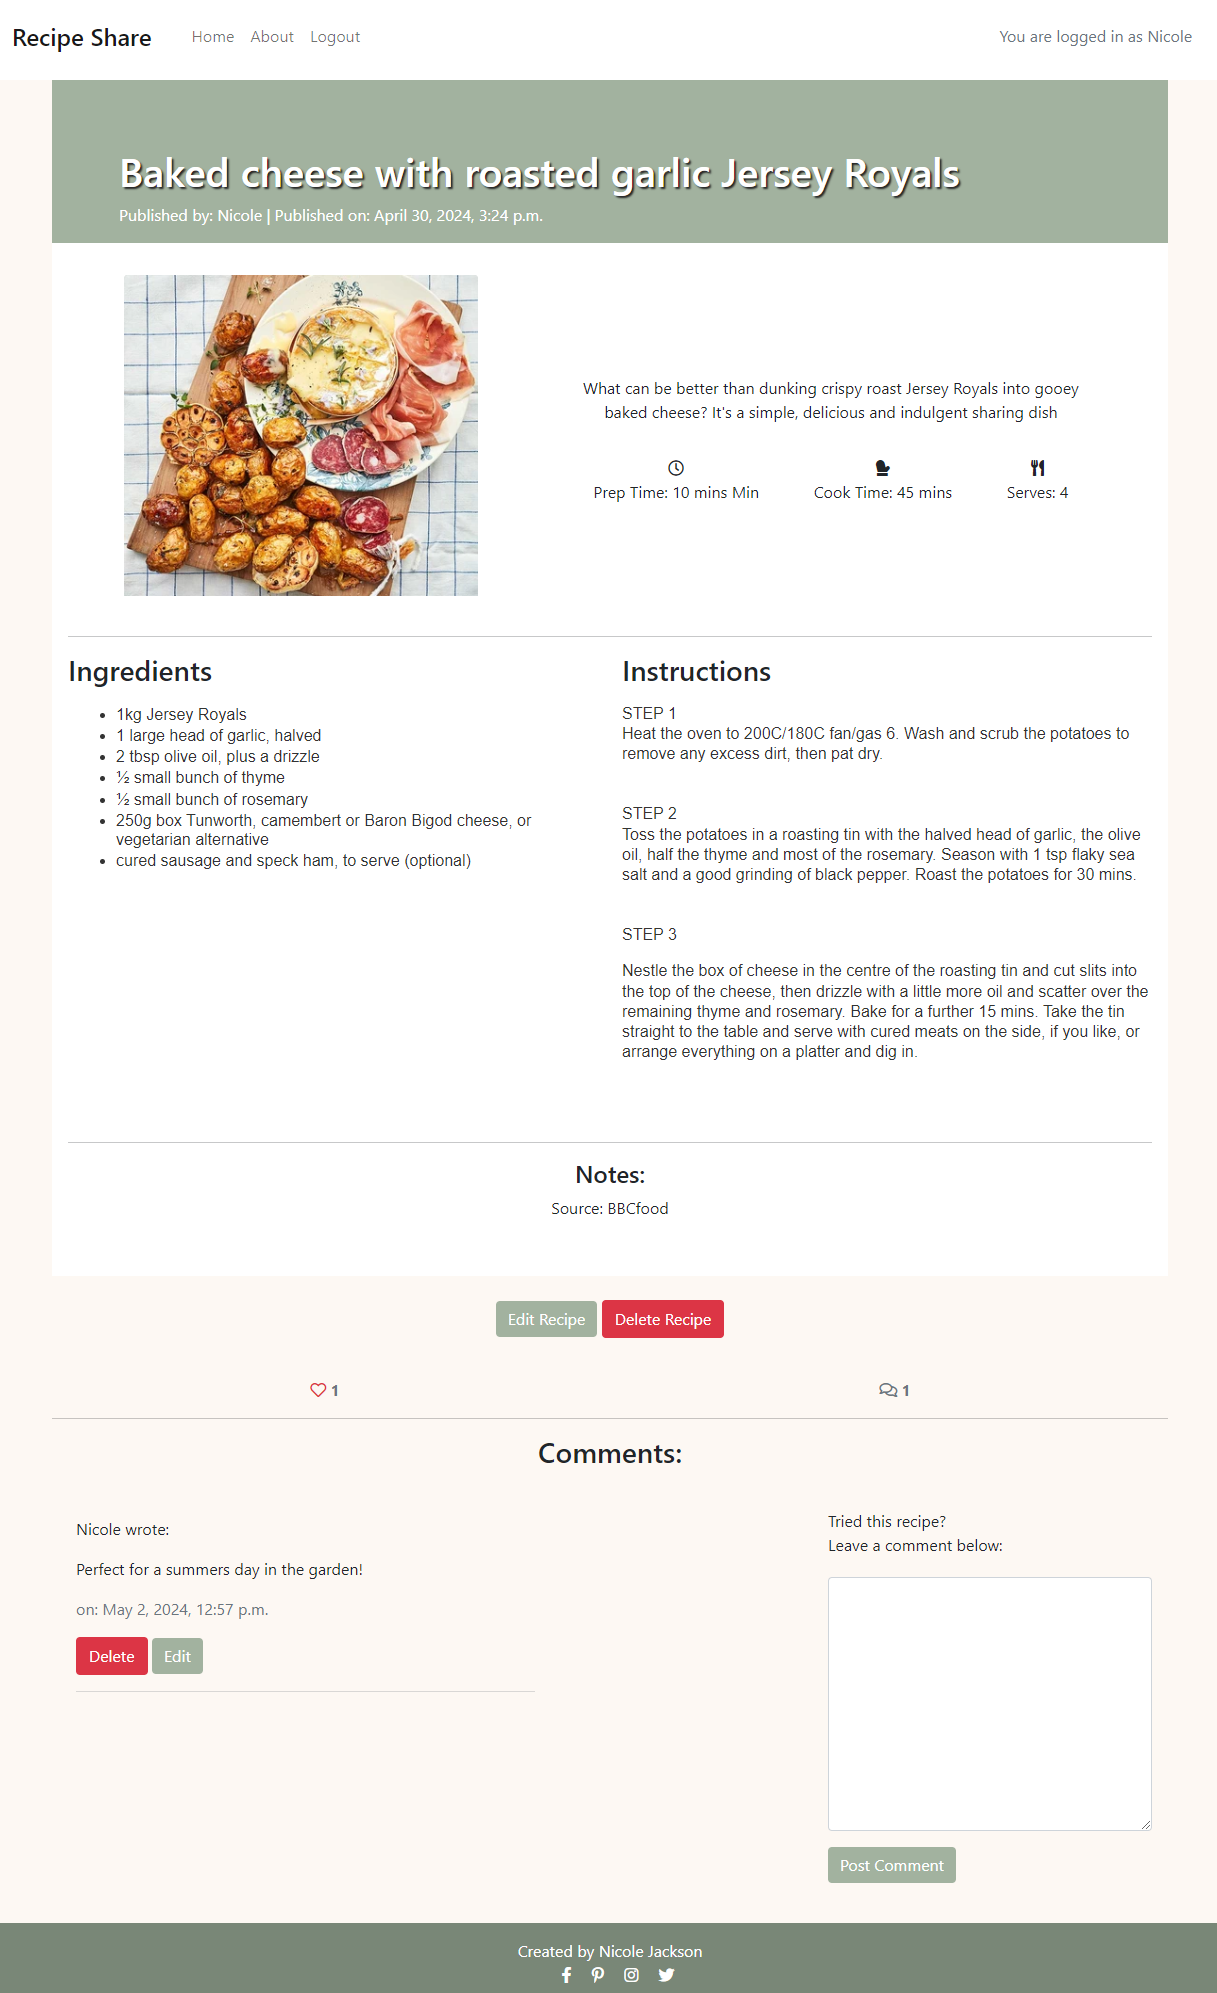 Recipe Share
Home
About
Logout
You are logged in as Nicole
Baked cheese with roasted garlic Jersey Royals
Published by: Nicole | Published on: April 30, 2024, 3:24 p.m.
What can be better than dunking crispy roast Jersey Royals into gooey
baked cheese? It's a simple, delicious and indulgent sharing dish
Prep Time: 10 mins Min
Cook Time: 45 mins
Serves: 4
Ingredients
1kg Jersey Royals
1 large head of garlic, halved
2 tbsp olive oil, plus a drizzle
½ small bunch of thyme
½ small bunch of rosemary
250g box Tunworth, camembert or Baron Bigod cheese, or
vegetarian alternative
cured sausage and speck ham, to serve (optional)
Instructions
STEP 1
Heat the oven to 200C/180C fan/gas 6. Wash and scrub the potatoes to
remove any excess dirt, then pat dry.
STEP 2
Toss the potatoes in a roasting tin with the halved head of garlic, the olive
oil, half the thyme and most of the rosemary. Season with 1 tsp flaky sea
salt and a good grinding of black pepper. Roast the potatoes for 30 mins.
STEP 3
Nestle the box of cheese in the centre of the roasting tin and cut slits into
the top of the cheese, then drizzle with a little more oil and scatter over the
remaining thyme and rosemary. Bake for a further 15 mins. Take the tin
straight to the table and serve with cured meats on the side, if you like, or
arrange everything on a platter and dig in.
Notes:
Source: BBCfood
Edit Recipe
Delete Recipe
1
1
Comments:
Nicole wrote:
Perfect for a summers day in the garden!
on: May 2, 2024, 12:57 p.m.
Delete
Edit
Tried this recipe?
Leave a comment below:
Post Comment
Created by Nicole Jackson